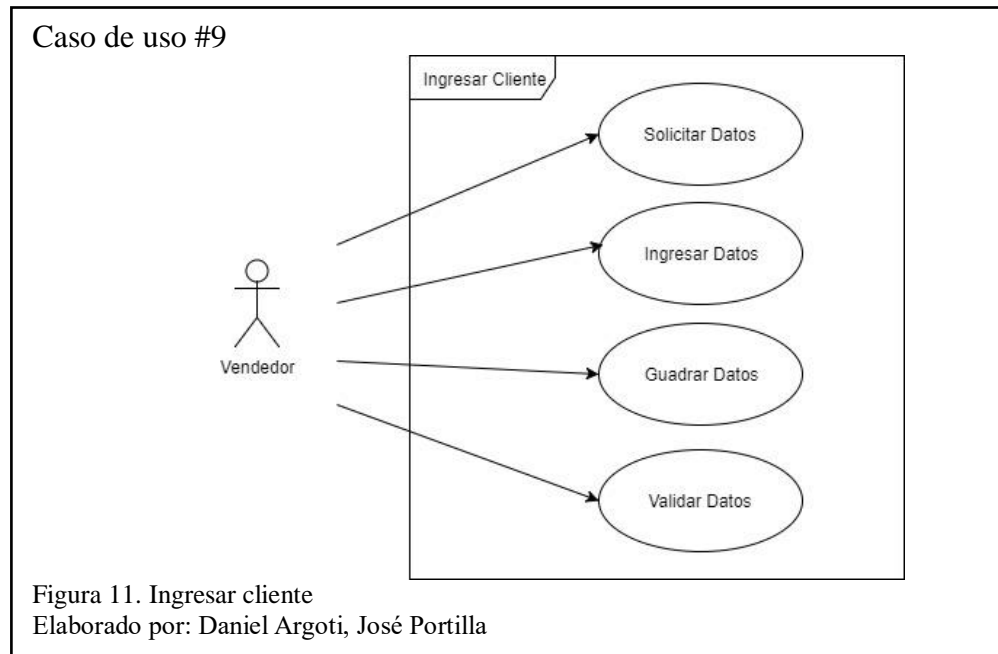 Caso de uso #9
Ingresar Cliente
Solicitar Datos
Ingresar Datos
Vendedor
Guadrar Datos
Validar Datos
Figura 11. Ingresar cliente
Elaborado por: Daniel Argoti, José Portilla